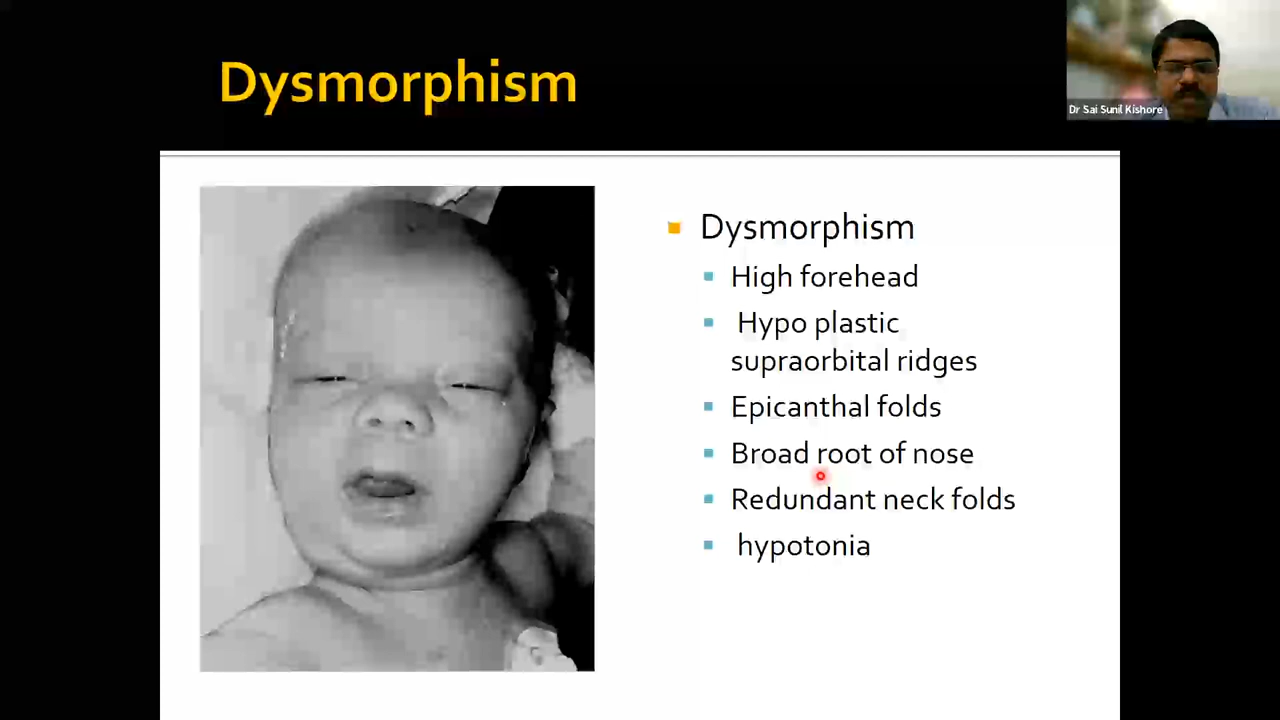 Dysmorphism
Dr Sai Sunil Kishore
Dysmorphism
High forehead
Hypo plastic
supraorbital ridges
Epicanthal folds
Broad root of nose
Redundant neck folds
hypotonia